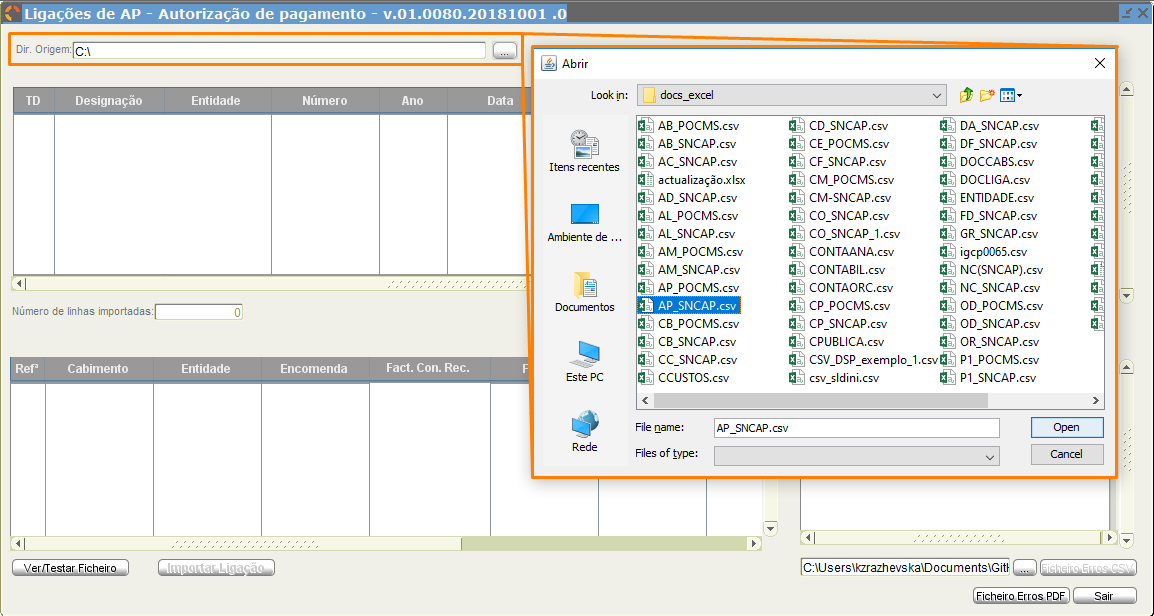 Ligações de AP - Autorização de pagamento - v.01.0080.20181001 .0
Dir. Origem: C:\ ...
TD Designação Entidade Número Ano Data
Número de linhas importadas: 0
Refª Cabimento Entidade Encomenda Fact. Con. Rec. F
Abrir
Look in: docs_excel
Itens recentes
Ambiente de ...
Documentos
Este PC
Rede
AB_POCMS.csv CD_SNCAP.csv DA_SNCAP.csv
AB_SNCAP.csv CE_POCMS.csv DF_SNCAP.csv
AC_SNCAP.csv CF_SNCAP.csv DOCCABS.csv
actualização.xlsx CM_POCMS.csv DOCLIGA.csv
AD_SNCAP.csv CM-SNCAP.csv ENTIDADE.csv
AL_POCMS.csv CO_SNCAP.csv FD_SNCAP.csv
AL_SNCAP.csv CO_SNCAP_1.csv GR_SNCAP.csv
AM_POCMS.csv CONTAANA.csv igcp0065.csv
AM_SNCAP.csv CONTABIL.csv NC(SNCAP).csv
AP_POCMS.csv CONTAORC.csv NC_SNCAP.csv
AP_SNCAP.csv CP_POCMS.csv OD_POCMS.csv
CB_POCMS.csv CP_SNCAP.csv OD_SNCAP.csv
CB_SNCAP.csv CPUBLICA.csv OR_SNCAP.csv
CC_SNCAP.csv CSV_DSP_exemplo_1.csv P1_POCMS.csv
CCUSTOS.csv csv_sldini.csv P1_SNCAP.csv
File name: AP_SNCAP.csv Open
Files of type: Cancel
Ver/Testar Ficheiro Importar Ligação C:\Users\kzrazhevska\Documents\Gitl ... Ficheiro Erros CSV
Ficheiro Erros PDF Sair